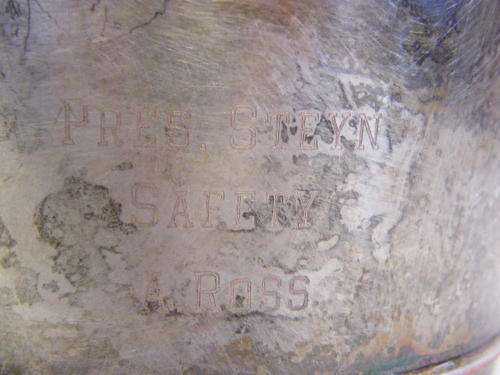 PRES. STEYN
SAFETY
A. ROSS